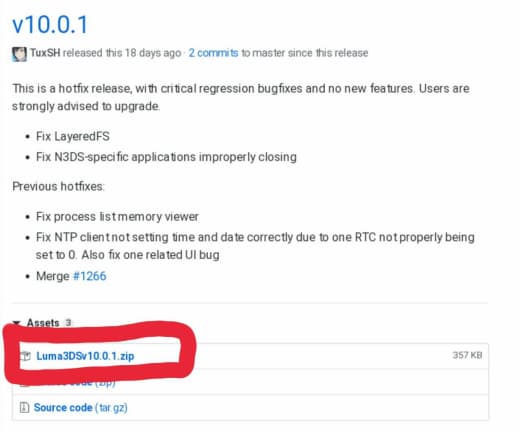 v10.0.1
TuxSH released this 18 days ago · 2 commits to master since this release
This is a hotfix release, with critical regression bugfixes and no new features. Users are
strongly advised to upgrade.
• Fix LayeredFS
• Fix N3DS-specific applications improperly closing
Previous hotfixes:
• Fix process list memory viewer
• Fix NTP client not setting time and date correctly due to one RTC not properly being
set to 0. Also fix one related UI bug
• Merge #1266
Assets 3
Luma3DSv10.0.1.zip 357 KB
(zip)
Source code (tar.gz)